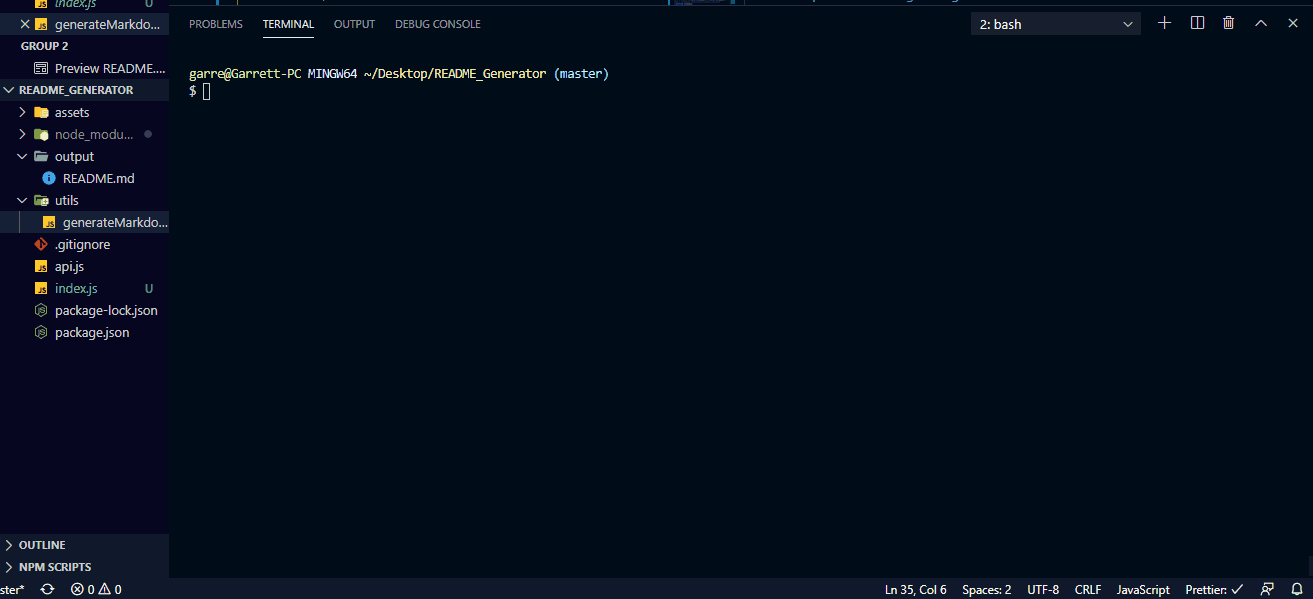 index.js U
generateMarkdo...
GROUP 2
Preview README....
README_GENERATOR
assets
node_modu...
output
README.md
utils
generateMarkdo...
.gitignore
api.js
index.js U
package-lock.json
package.json
OUTLINE
NPM SCRIPTS
PROBLEMS TERMINAL OUTPUT DEBUG CONSOLE 2: bash
garre@Garrett-PC MINGW64 ~/Desktop/README_Generator (master)
$
ster* 0 0 Ln 35, Col 6 Spaces: 2 UTF-8 CRLF JavaScript Prettier: ✓